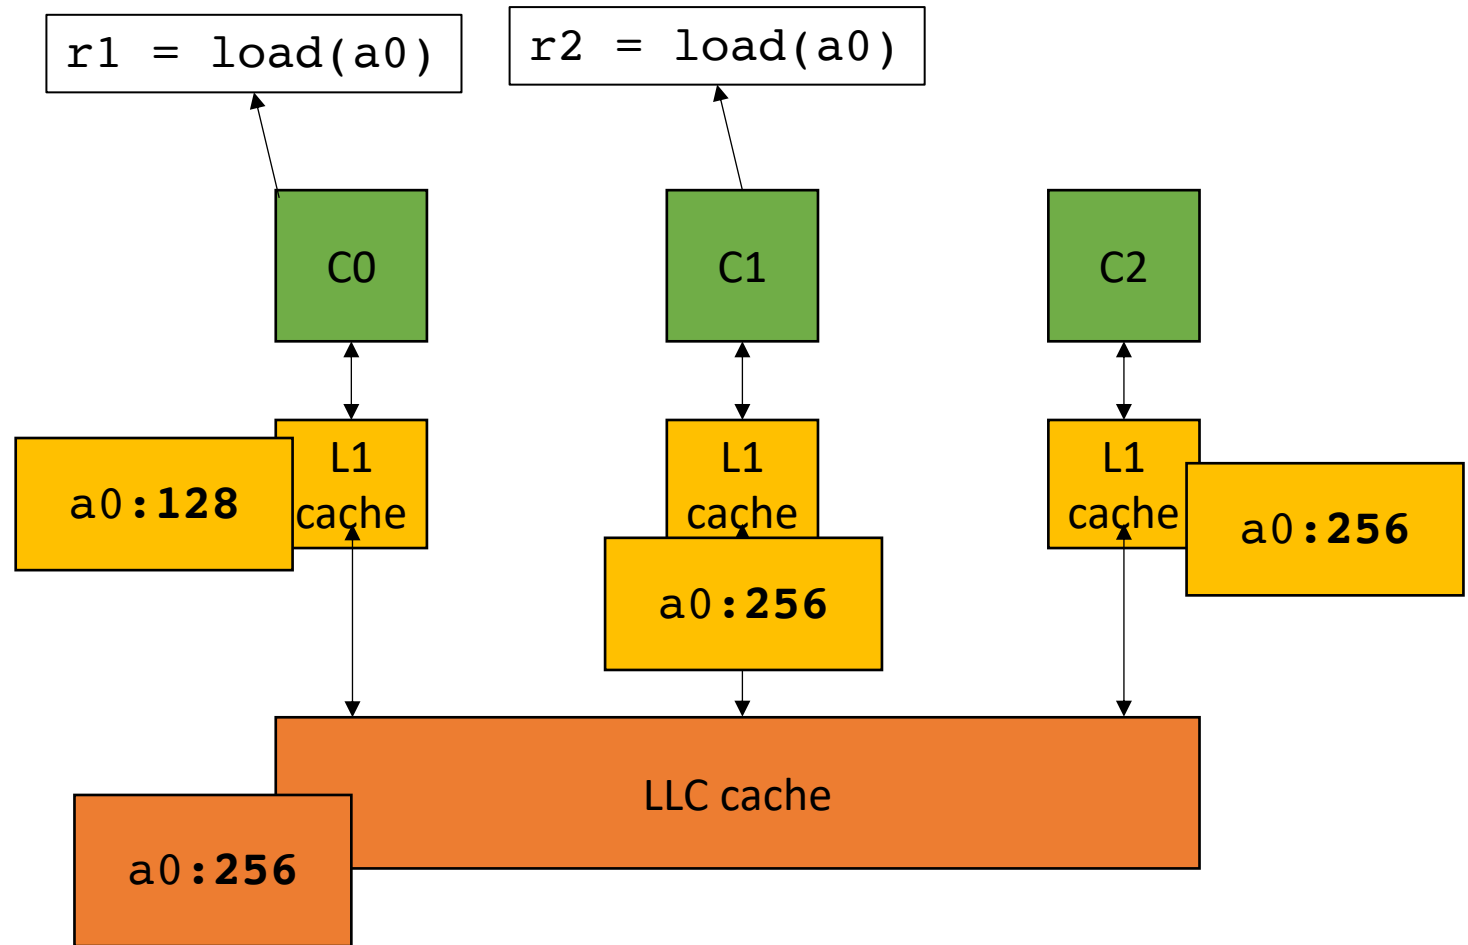 r1 = load(a0)
r2 = load(a0)
C0
C1
C2
L1
cache
L1
cache
L1
cache
a0:128
a0:256
a0:256
LLC cache
a0:256